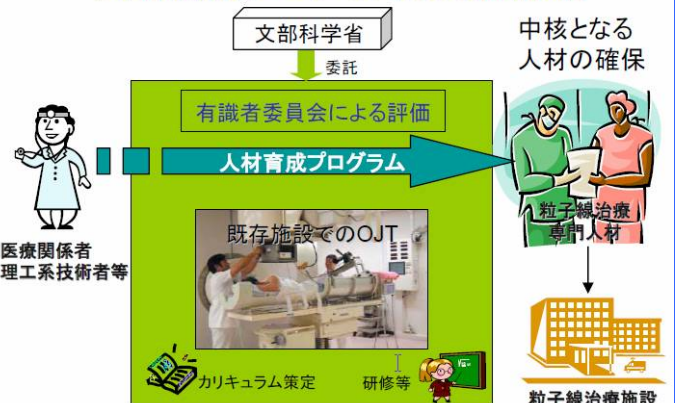 文部科学省
委託
中核となる
人材の確保
有識者委員会による評価
人材育成プログラム
医療関係者
理工系技術者等
既存施設でのOJT
粒子線治療
専門人材
カリキュラム策定
研修等
粒子線治療施設